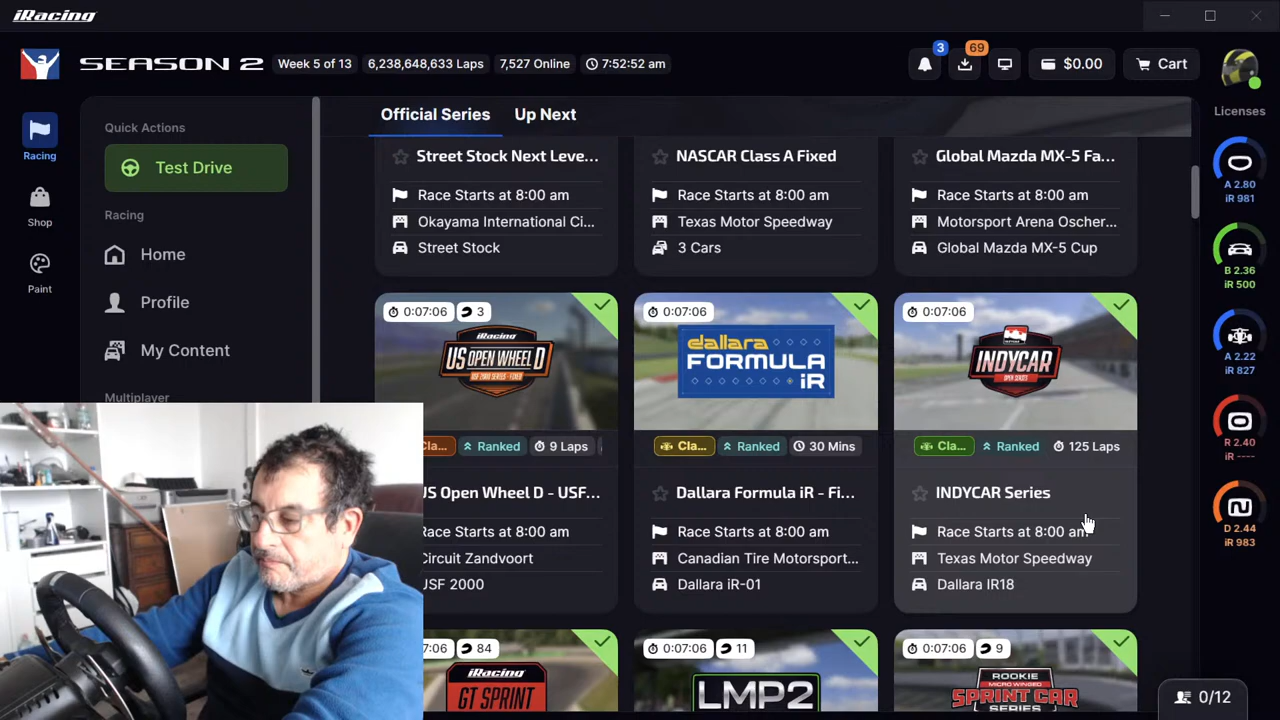 iRacing
SEASON 2
Week 5 of 13
6,238,648,633 Laps
7,527 Online
7:52:52 am
3
69
$0.00
Cart
Racing
Shop
Paint
Quick Actions
Test Drive
Racing
Home
Profile
My Content
Multiplayer
Official Series
Up Next
Street Stock Next Leve...
Race Starts at 8:00 am
Okayama International Ci...
Street Stock
NASCAR Class A Fixed
Race Starts at 8:00 am
Texas Motor Speedway
3 Cars
Global Mazda MX-5 Fa...
Race Starts at 8:00 am
Motorsport Arena Oscher...
Global Mazda MX-5 Cup
0:07:06
3
iRacing
US OPEN WHEEL D
Cla...
Ranked
9 Laps
US Open Wheel D - USF...
Circuit Zandvoort
USF 2000
0:07:06
dallara
FORMULA
iR
Cla...
Ranked
30 Mins
Dallara Formula iR - Fi...
Race Starts at 8:00 am
Canadian Tire Motorsport...
Dallara iR-01
0:07:06
INDYCAR
Cla...
Ranked
125 Laps
INDYCAR Series
Race Starts at 8:00 am
Texas Motor Speedway
Dallara IR18
7:06
84
iRacing
GT SPRINT
0:07:06
11
LMP2
0:07:06
9
ROOKIE
MICRO WINGED
SPRINT CAR
SERIES
Licenses
A 2.80
iR 981
B 2.36
iR 500
A 2.22
iR 827
R 2.40
iR ----
D 2.44
iR 983
0/12